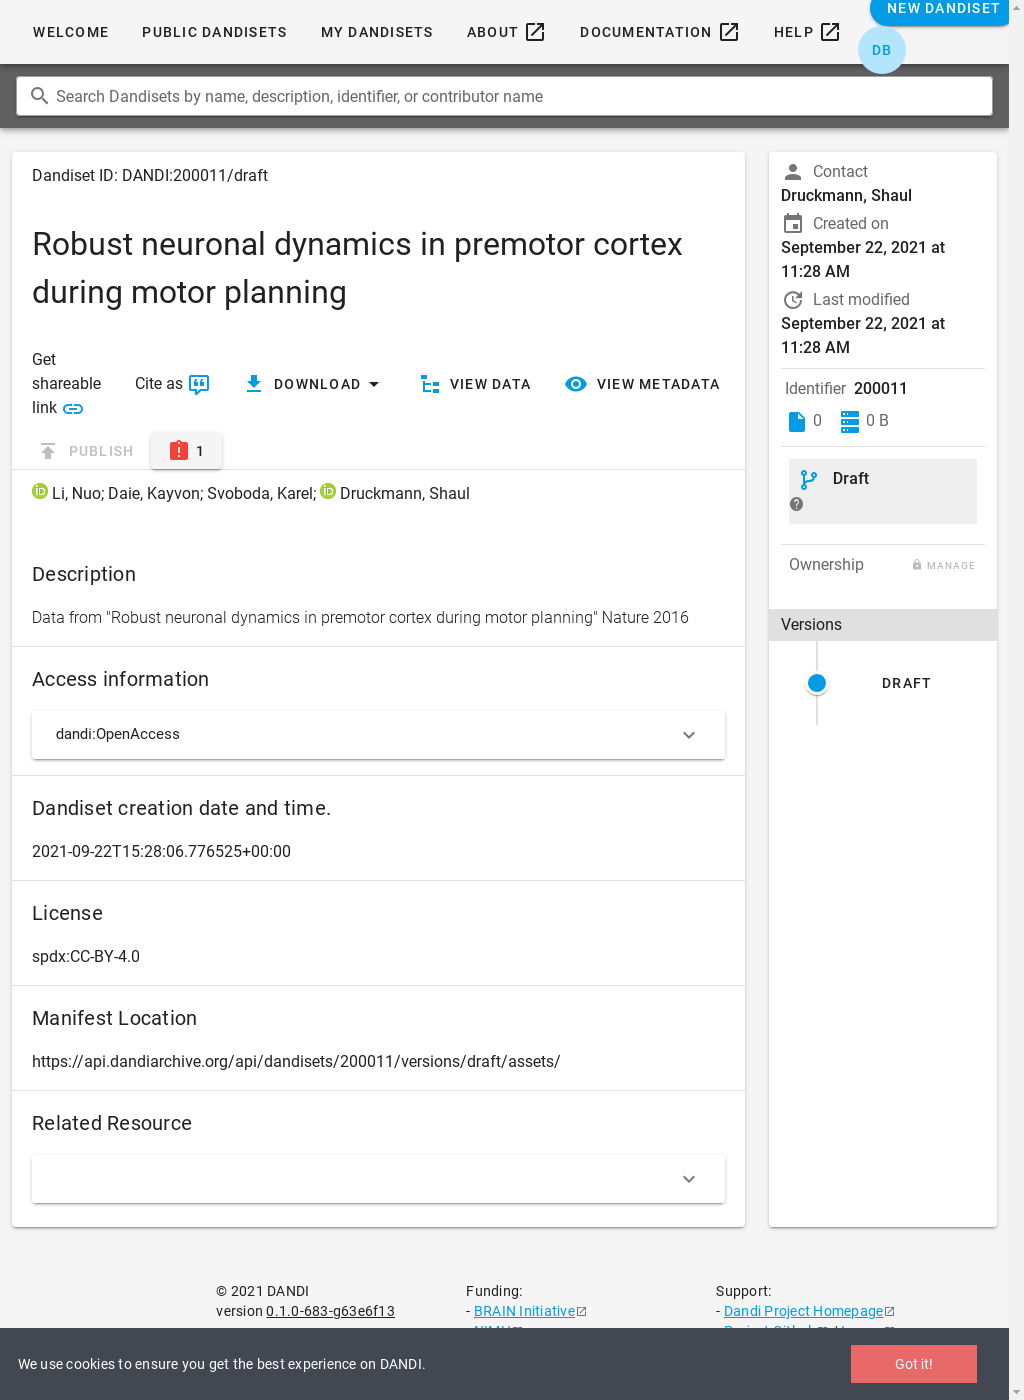 NEW DANDISET
WELCOME
PUBLIC DANDISETS
MY DANDISETS
ABOUT
DOCUMENTATION
HELP
DB
Search Dandisets by name, description, identifier, or contributor name
Dandiset ID: DANDI:200011/draft
Robust neuronal dynamics in premotor cortex
during motor planning
Get
shareable
link
Cite as
DOWNLOAD
VIEW DATA
VIEW METADATA
PUBLISH
1
iD Li, Nuo; Daie, Kayvon; Svoboda, Karel; iD Druckmann, Shaul
Description
Data from "Robust neuronal dynamics in premotor cortex during motor planning" Nature 2016
Access information
dandi:OpenAccess
Dandiset creation date and time.
2021-09-22T15:28:06.776525+00:00
License
spdx:CC-BY-4.0
Manifest Location
https://api.dandiarchive.org/api/dandisets/200011/versions/draft/assets/
Related Resource
Contact
Druckmann, Shaul
Created on
September 22, 2021 at
11:28 AM
Last modified
September 22, 2021 at
11:28 AM
Identifier 200011
0
0 B
Draft
Ownership
MANAGE
Versions
DRAFT
© 2021 DANDI
version 0.1.0-683-g63e6f13
Funding:
- BRAIN Initiative
Support:
- Dandi Project Homepage
We use cookies to ensure you get the best experience on DANDI.
Got it!